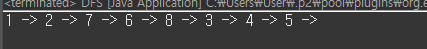 <terminated> DFS [Java Application] C:\Users\User\.p2\pool\plugins\org.e
1 -> 2 -> 7 -> 6 -> 8 -> 3 -> 4 -> 5 ->